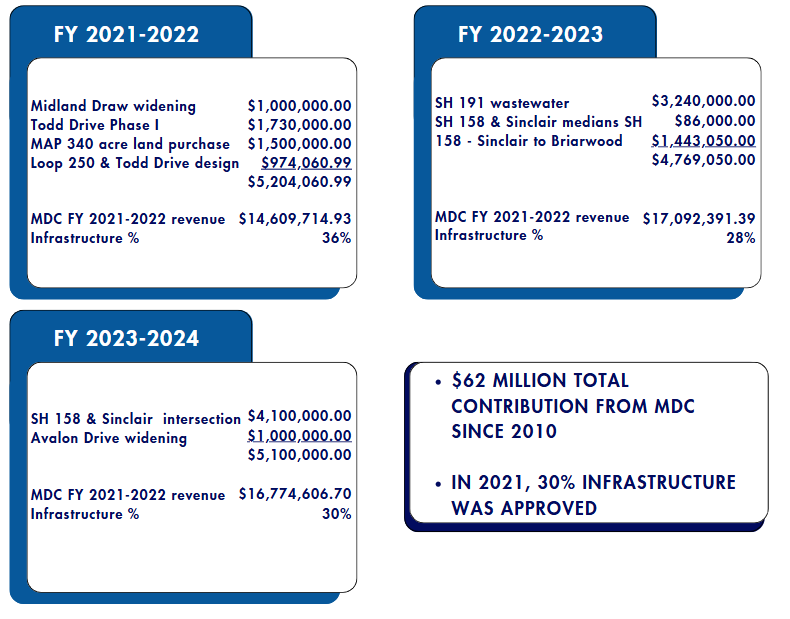 FY 2021-2022
Midland Draw widening $1,000,000.00
Todd Drive Phase I $1,730,000.00
MAP 340 acre land purchase $1,500,000.00
Loop 250 & Todd Drive design $974,060.99
$5,204,060.99
MDC FY 2021-2022 revenue $14,609,714.93
Infrastructure % 36%
FY 2022-2023
SH 191 wastewater $3,240,000.00
SH 158 & Sinclair medians SH $86,000.00
158 - Sinclair to Briarwood $1,443,050.00
$4,769,050.00
MDC FY 2021-2022 revenue $17,092,391.39
Infrastructure % 28%
FY 2023-2024
SH 158 & Sinclair intersection $4,100,000.00
Avalon Drive widening $1,000,000.00
$5,100,000.00
MDC FY 2021-2022 revenue $16,774,606.70
Infrastructure % 30%
• $62 MILLION TOTAL
CONTRIBUTION FROM MDC
SINCE 2010
• IN 2021, 30% INFRASTRUCTURE
WAS APPROVED